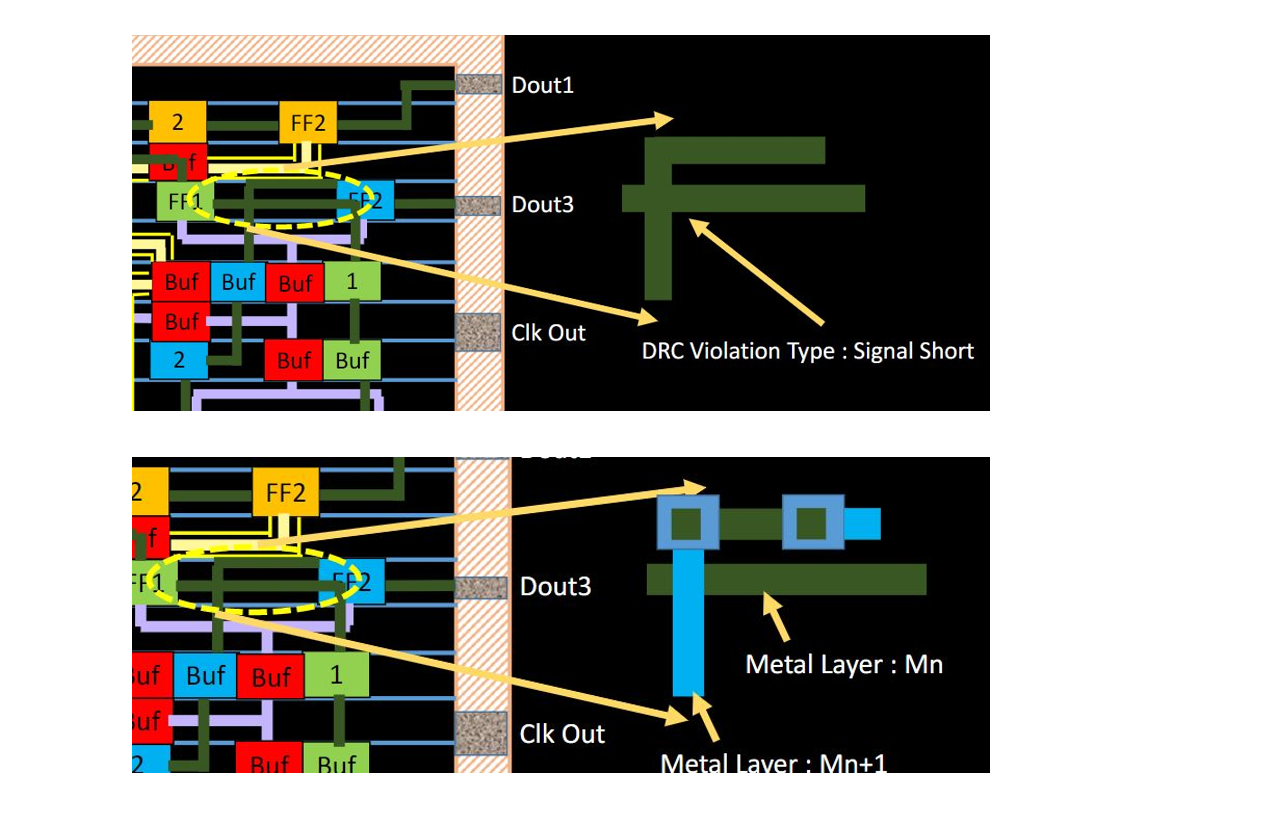 Dout1
2
FF2
Buf
FF1
FF2
Dout3
Buf
Buf
Buf
1
Buf
Clk Out
2
Buf
Buf
DRC Violation Type : Signal Short
2
FF2
f
FF1
FF2
Dout3
Buf
Buf
Buf
1
Metal Layer : Mn
Buf
Clk Out
2
Buf
Buf
Metal Layer : Mn+1